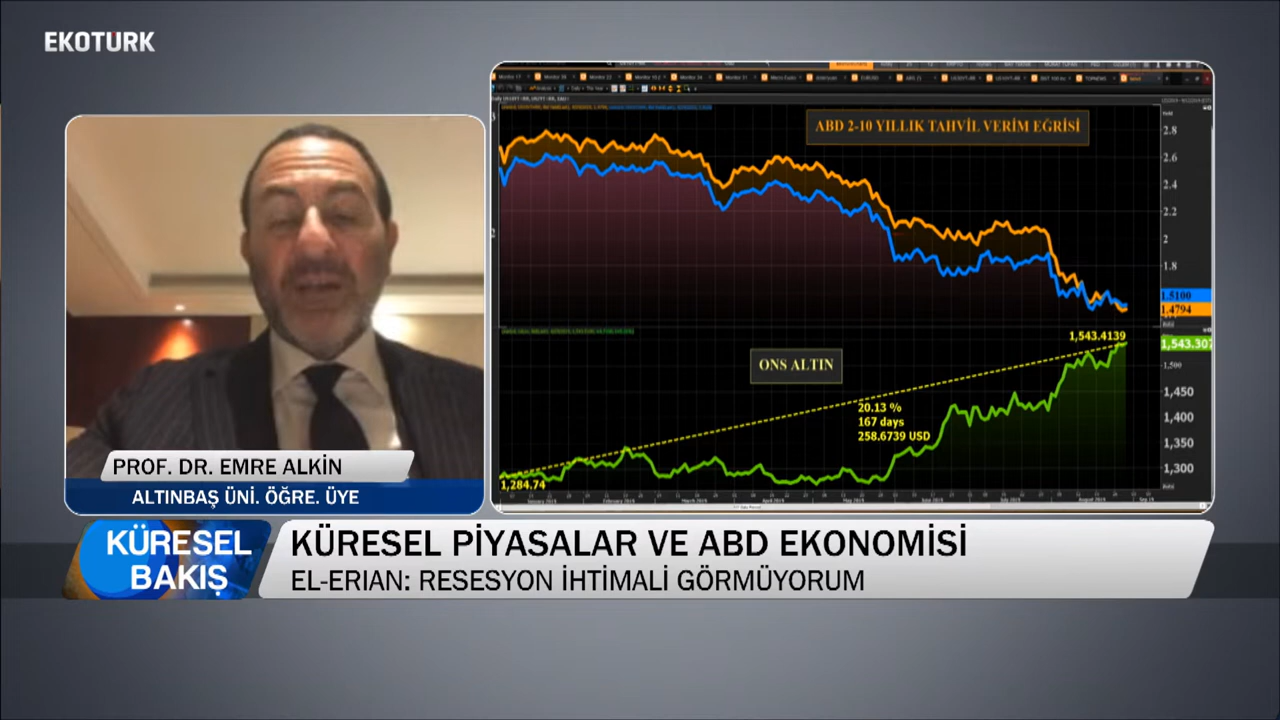 EKOTÜRK
ABD 2-10 YILLIK TAHVİL VERİM EĞRİSİ
2.8
2.6
2.4
2.2
2
1.8
1.5100
1.4794
ONS ALTIN
1,543.4139
1,543.307
1,500
20.13 %
167 days
258.6739 USD
1,450
1,400
1,350
1,300
1,284.74
PROF. DR. EMRE ALKİN
ALTINBAŞ ÜNİ. ÖĞRE. ÜYE
KÜRESEL
BAKIŞ
KÜRESEL PİYASALAR VE ABD EKONOMİSİ
EL-ERIAN: RESESYON İHTİMALİ GÖRMÜYORUM